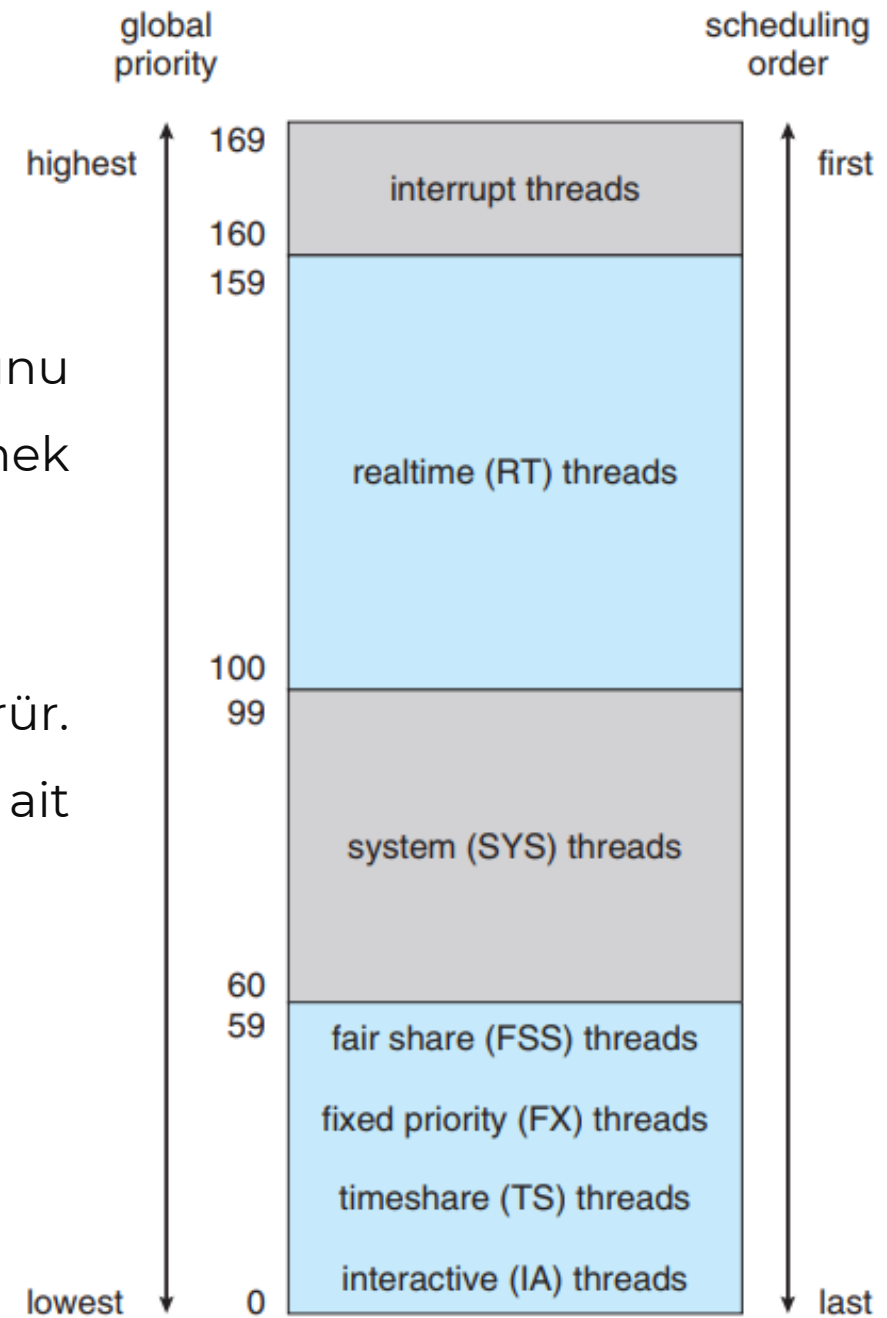 global
priority
scheduling
order
highest
169
first
interrupt threads
160
159
realtime (RT) threads
100
99
ait
system (SYS) threads
60
59
fair share (FSS) threads
fixed priority (FX) threads
timeshare (TS) threads
interactive (IA) threads
lowest
0
last